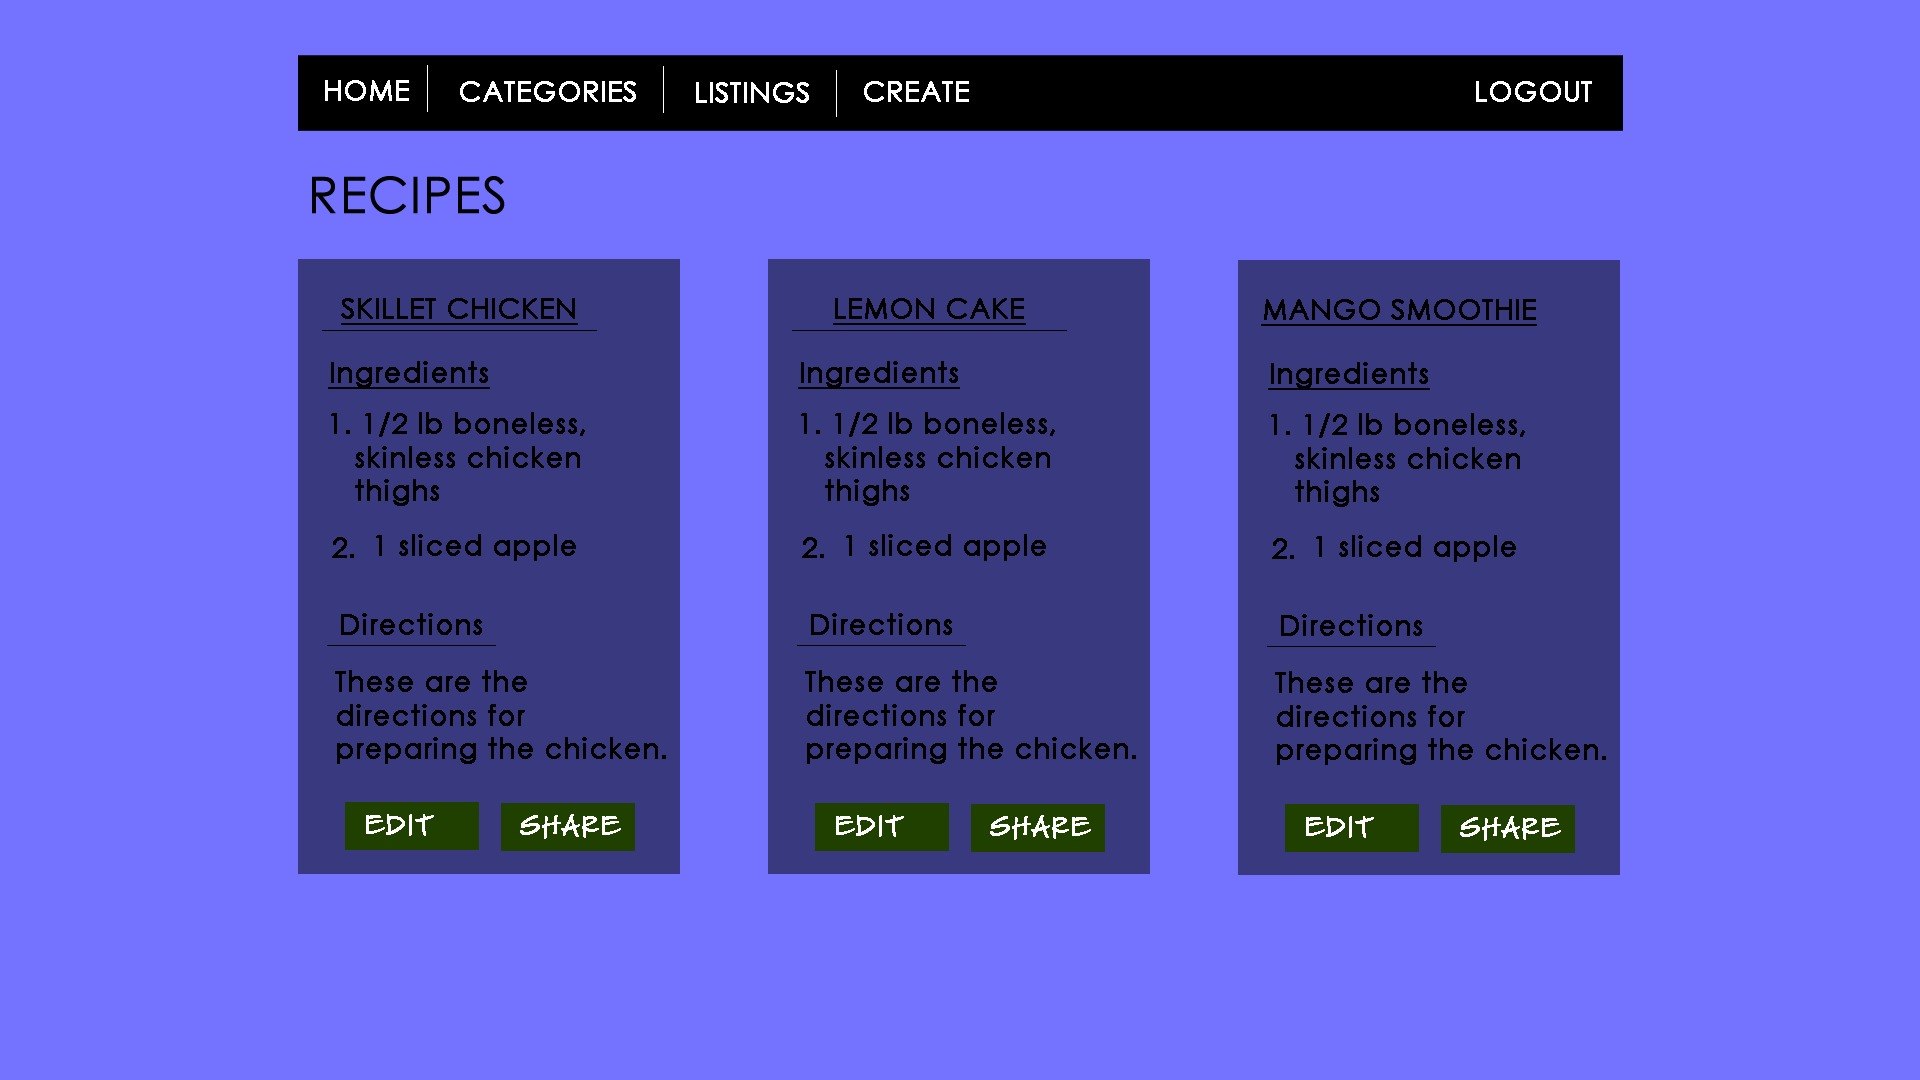 HOME CATEGORIES LISTINGS CREATE LOGOUT
RECIPES
SKILLET CHICKEN
Ingredients
1. 1/2 lb boneless,
skinless chicken
thighs
2. 1 sliced apple
Directions
These are the
directions for
preparing the chicken.
EDIT SHARE
LEMON CAKE
Ingredients
1. 1/2 lb boneless,
skinless chicken
thighs
2. 1 sliced apple
Directions
These are the
directions for
preparing the chicken.
EDIT SHARE
MANGO SMOOTHIE
Ingredients
1. 1/2 lb boneless,
skinless chicken
thighs
2. 1 sliced apple
Directions
These are the
directions for
preparing the chicken.
EDIT SHARE